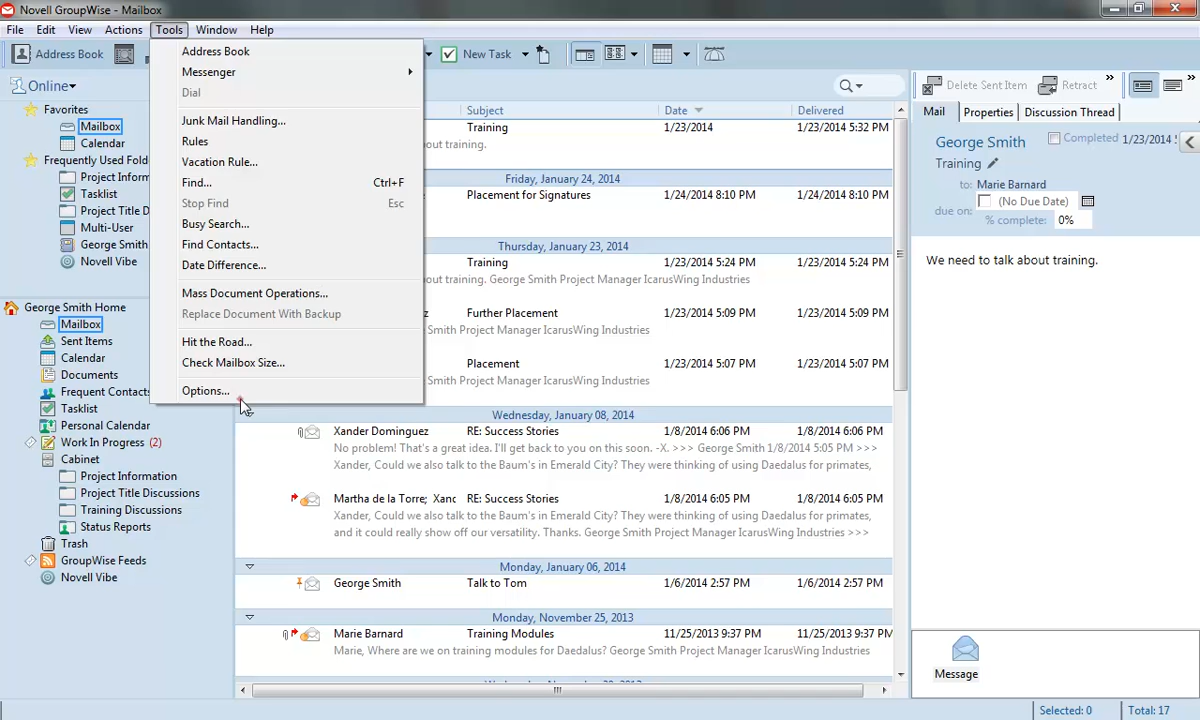 Novell GroupWise - Mailbox
File Edit View Actions Tools Window Help
Address Book
New Task
Online
Favorites
Mailbox
Calendar
Frequently Used Fold
Project Inform
Tasklist
Project Title D
Multi-User
George Smith
Novell Vibe
George Smith Home
Mailbox
Sent Items
Calendar
Documents
Frequent Contacts
Tasklist
Personal Calendar
Work In Progress (2)
Cabinet
Project Information
Project Title Discussions
Training Discussions
Status Reports
Trash
GroupWise Feeds
Novell Vibe
Address Book
Messenger
Dial
Junk Mail Handling...
Rules
Vacation Rule...
Find... Ctrl+F
Stop Find Esc
Busy Search...
Find Contacts...
Date Difference...
Mass Document Operations...
Replace Document With Backup
Hit the Road...
Check Mailbox Size...
Options...
Subject Date Delivered
Training 1/23/2014 1/23/2014 5:32 PM
out training.
Friday, January 24, 2014
Placement for Signatures 1/24/2014 8:10 PM 1/24/2014 8:10 PM
Thursday, January 23, 2014
Training 1/23/2014 5:24 PM 1/23/2014 5:24 PM
out training. George Smith Project Manager IcarusWing Industries
z Further Placement 1/23/2014 5:09 PM 1/23/2014 5:09 PM
Smith Project Manager IcarusWing Industries
Placement 1/23/2014 5:07 PM 1/23/2014 5:07 PM
Smith Project Manager IcarusWing Industries
Wednesday, January 08, 2014
Xander Dominguez RE: Success Stories 1/8/2014 6:06 PM 1/8/2014 6:06 PM
No problem! That's a great idea. I'll get back to you on this soon. -X. >>> George Smith 1/8/2014 5:05 PM >>>
Xander, Could we also talk to the Baum's in Emerald City? They were thinking of using Daedalus for primates,
Martha de la Torre; Xanc RE: Success Stories 1/8/2014 6:05 PM 1/8/2014 6:05 PM
Xander, Could we also talk to the Baum's in Emerald City? They were thinking of using Daedalus for primates,
and it could really show off our versatility. Thanks. George Smith Project Manager IcarusWing Industries >>>
Monday, January 06, 2014
George Smith Talk to Tom 1/6/2014 2:57 PM 1/6/2014 2:57 PM
Monday, November 25, 2013
Marie Barnard Training Modules 11/25/2013 9:37 PM 11/25/2013 9:37 PM
Marie, Where are we on training modules for Daedalus? George Smith Project Manager IcarusWing Industries
Delete Sent Item Retract
Mail Properties Discussion Thread
George Smith Completed 1/23/2014
Training
to: Marie Barnard
due on: (No Due Date)
% complete: 0%
We need to talk about training.
Message
Selected: 0 Total: 17